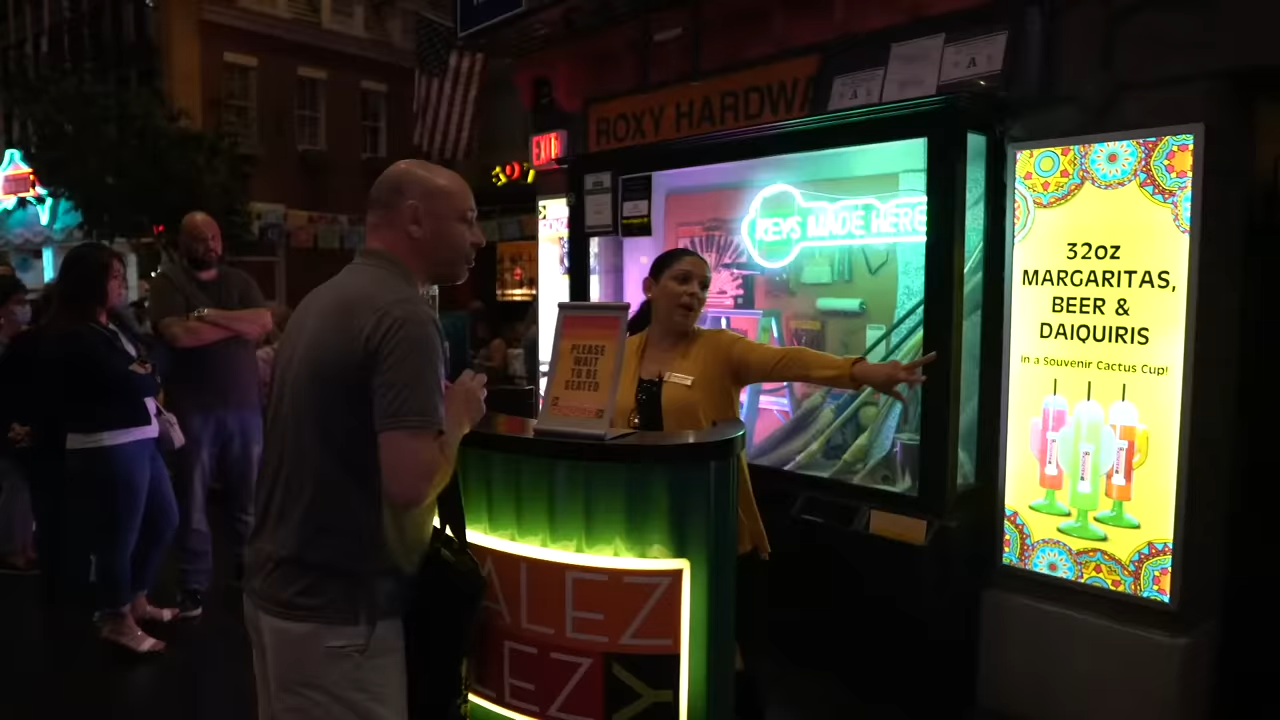 ROXY HARDWA
A
A
EXIT
KEYS MADE HERE
PLEASE
WAIT
TO BE
SEATED
32oz
MARGARITAS,
BEER &
DAIQUIRIS
In a Souvenir Cactus Cup!
ALEZ
LEZ Y